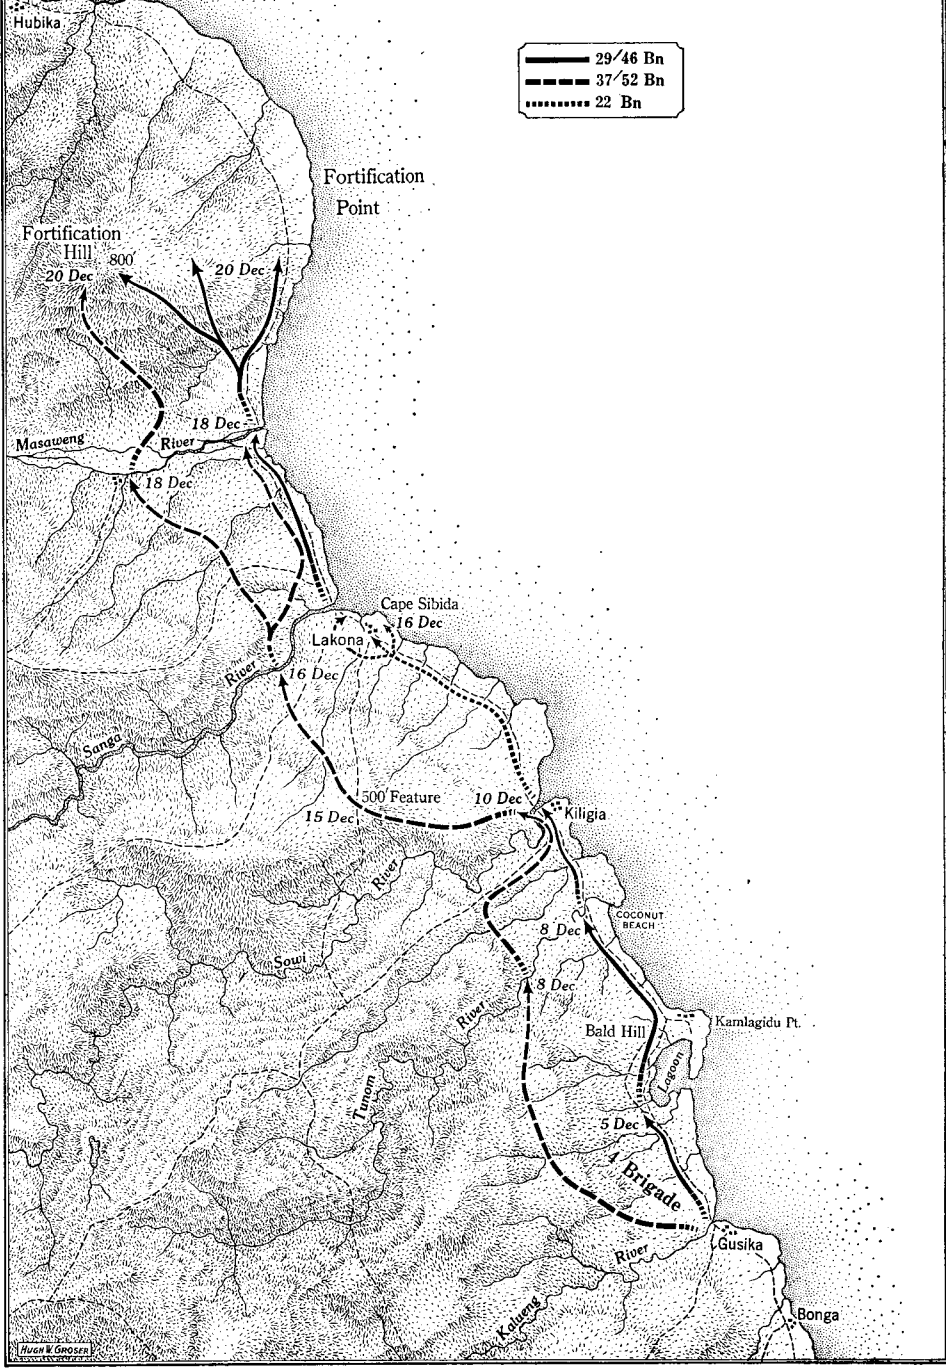 Hubika
29/46 Bn
37/52 Bn
22 Bn
Fortification
Point
Fortification
Hill
800'
20 Dec
20 Dec
18 Dec
Masaweng River
18 Dec
Cape Sibida
16 Dec
Lakona
16 Dec
River
Sanga
500' Feature
10 Dec
15 Dec
Kiligia
River
COCONUT
BEACH
8 Dec
Sowi
8 Dec
River
Kamlagidu Pt.
Bald Hill
Lagoon
Tunom
5 Dec
4 Brigade
Gusika
River
Kalueng
Bonga
HUGH W. GROSER